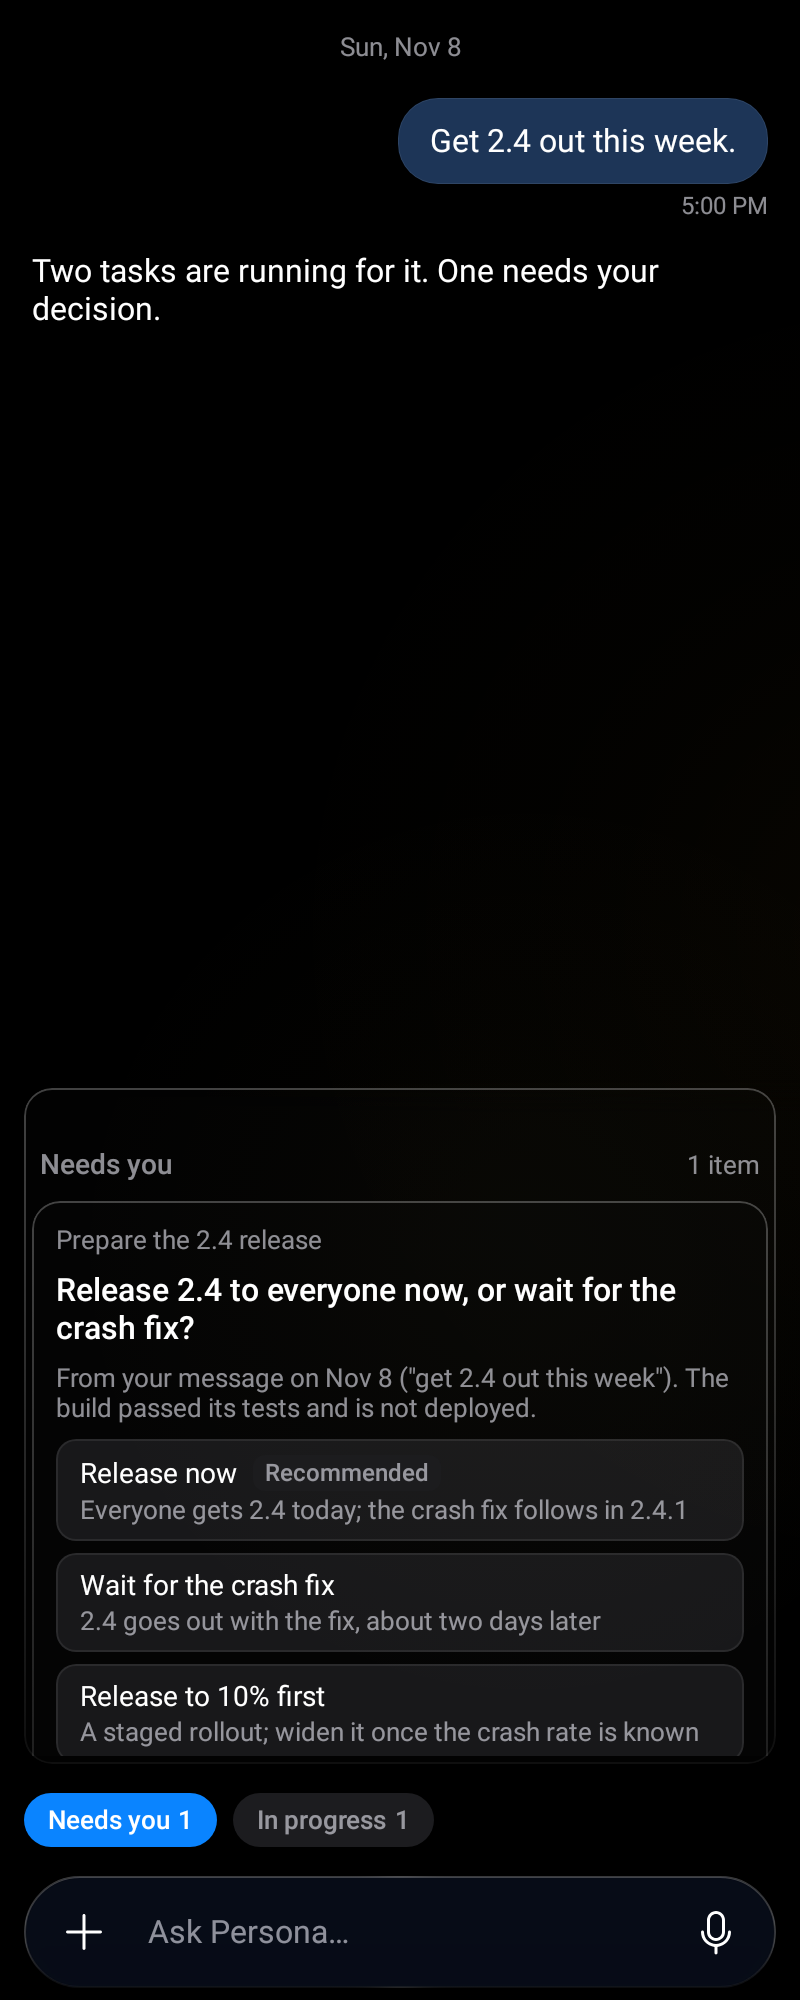 Sun, Nov 8
Get 2.4 out this week.
5:00 PM
Two tasks are running for it. One needs your
decision.
Needs you
1 item
Prepare the 2.4 release
Release 2.4 to everyone now, or wait for the
crash fix?
From your message on Nov 8 ("get 2.4 out this week"). The
build passed its tests and is not deployed.
Release now Recommended
Everyone gets 2.4 today; the crash fix follows in 2.4.1
Wait for the crash fix
2.4 goes out with the fix, about two days later
Release to 10% first
A staged rollout; widen it once the crash rate is known
Needs you 1
In progress 1
Ask Persona…